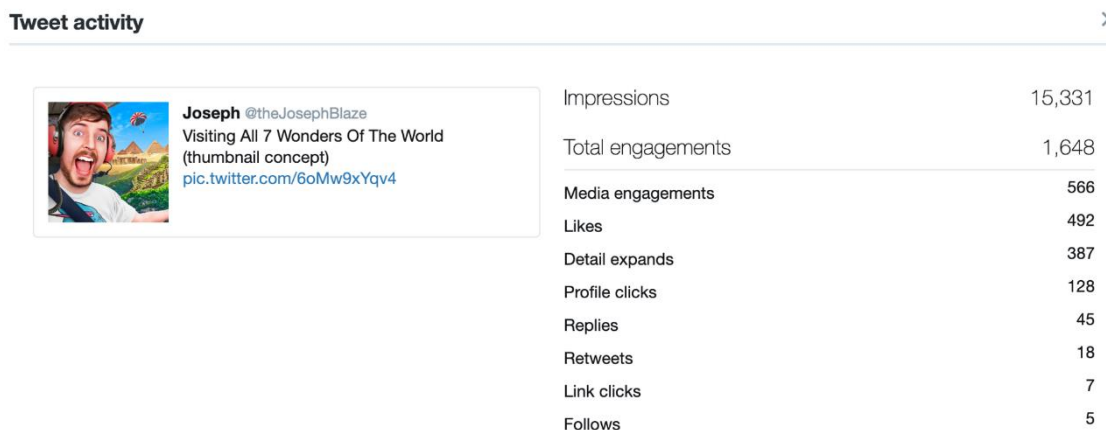 Tweet activity
Joseph @theJosephBlaze
Visiting All 7 Wonders Of The World
(thumbnail concept)
pic.twitter.com/6oMw9xYqv4
Impressions 15,331
Total engagements 1,648
Media engagements 566
Likes 492
Detail expands 387
Profile clicks 128
Replies 45
Retweets 18
Link clicks 7
Follows 5